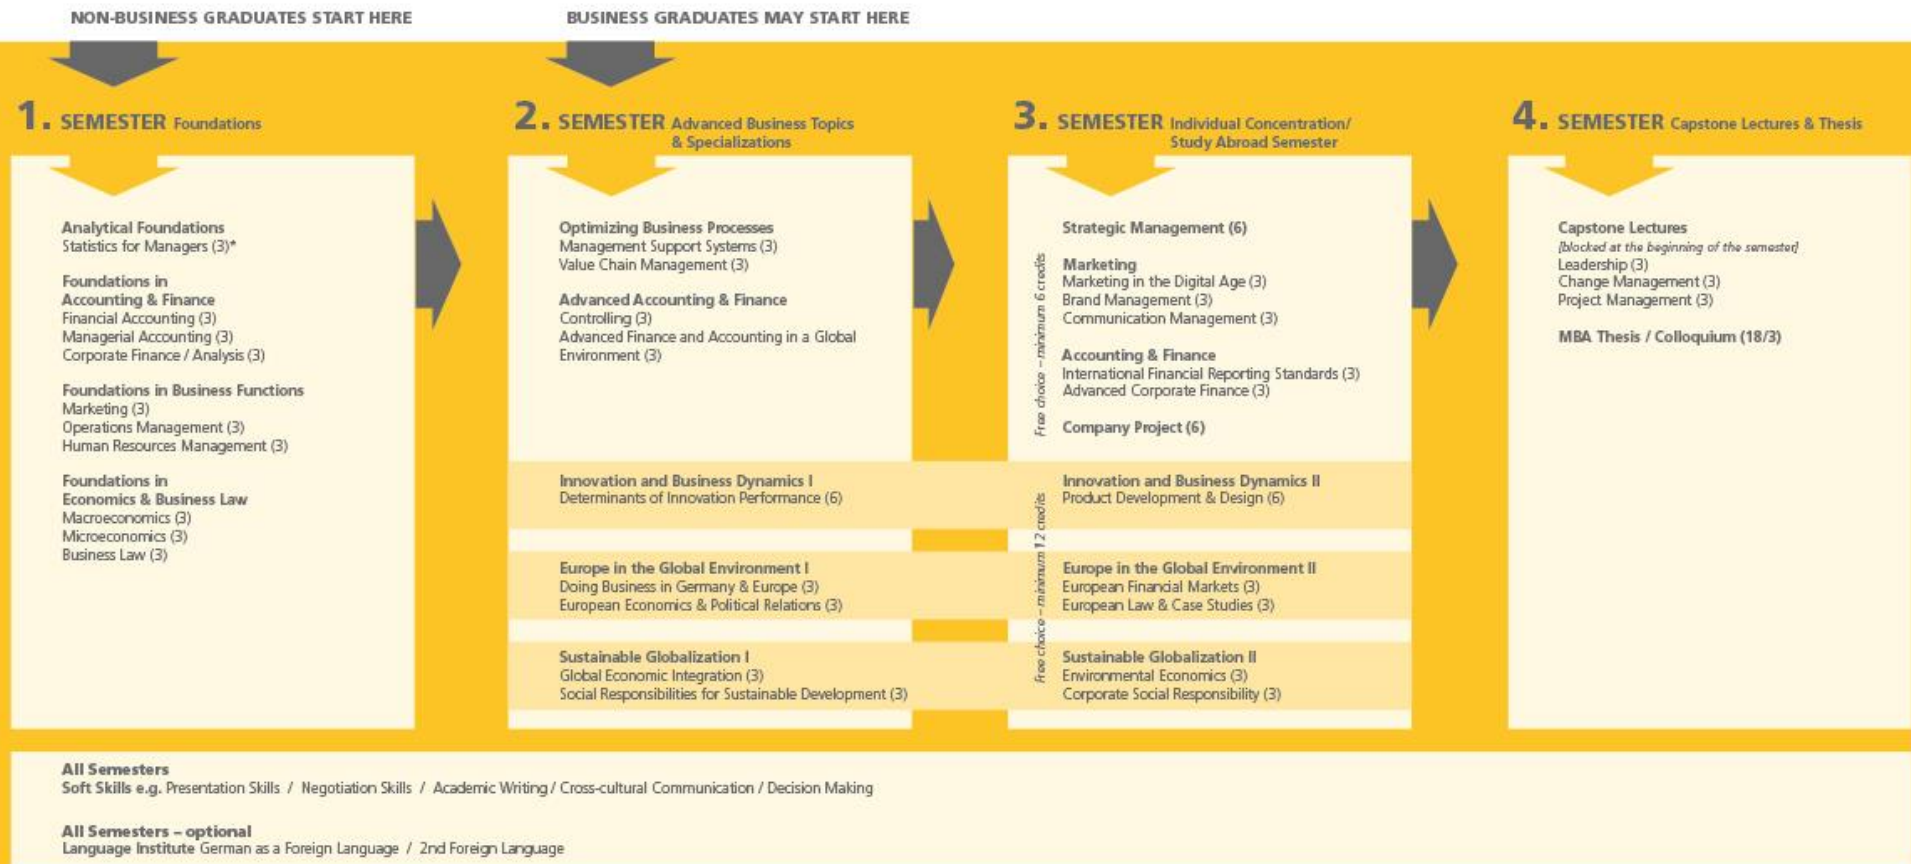 NON-BUSINESS GRADUATES START HERE
BUSINESS GRADUATES MAY START HERE
1. SEMESTER Foundations
Analytical Foundations
Statistics for Managers (3)*
Foundations in
Accounting & Finance
Financial Accounting (3)
Managerial Accounting (3)
Corporate Finance / Analysis (3)
Foundations in Business Functions
Marketing (3)
Operations Management (3)
Human Resources Management (3)
Foundations in
Economics & Business Law
Macroeconomics (3)
Microeconomics (3)
Business Law (3)
2. SEMESTER Advanced Business Topics
& Specializations
Optimizing Business Processes
Management Support Systems (3)
Value Chain Management (3)
Advanced Accounting & Finance
Controlling (3)
Advanced Finance and Accounting in a Global
Environment (3)
Innovation and Business Dynamics I
Determinants of Innovation Performance (6)
Europe in the Global Environment I
Doing Business in Germany & Europe (3)
European Economics & Political Relations (3)
Sustainable Globalization I
Global Economic Integration (3)
Social Responsibilities for Sustainable Development (3)
3. SEMESTER Individual Concentration/
Study Abroad Semester
Free choice – minimum 6 credits
Strategic Management (6)
Marketing
Marketing in the Digital Age (3)
Brand Management (3)
Communication Management (3)
Accounting & Finance
International Financial Reporting Standards (3)
Advanced Corporate Finance (3)
Company Project (6)
Free choice – minimum 12 credits
Innovation and Business Dynamics II
Product Development & Design (6)
Europe in the Global Environment II
European Financial Markets (3)
European Law & Case Studies (3)
Sustainable Globalization II
Environmental Economics (3)
Corporate Social Responsibility (3)
4. SEMESTER Capstone Lectures & Thesis
Capstone Lectures
[blocked at the beginning of the semester]
Leadership (3)
Change Management (3)
Project Management (3)
MBA Thesis / Colloquium (18/3)
All Semesters
Soft Skills e.g. Presentation Skills / Negotiation Skills / Academic Writing / Cross-cultural Communication / Decision Making
All Semesters – optional
Language Institute German as a Foreign Language / 2nd Foreign Language